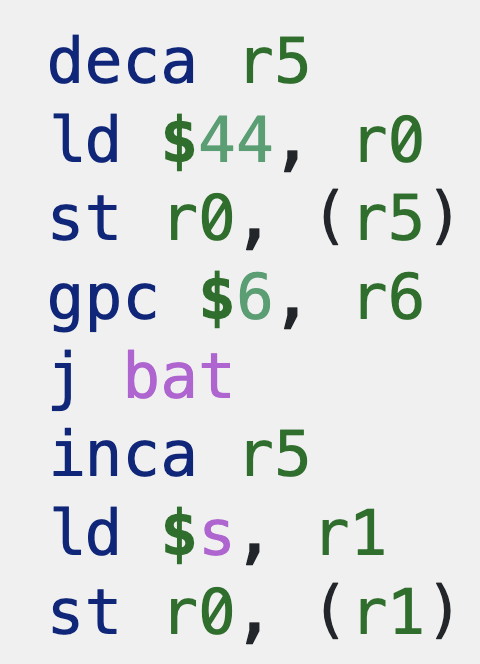 deca r5
ld $44, r0
st r0, (r5)
gpc $6, r6
j bat
inca r5
ld $s, r1
st r0, (r1)